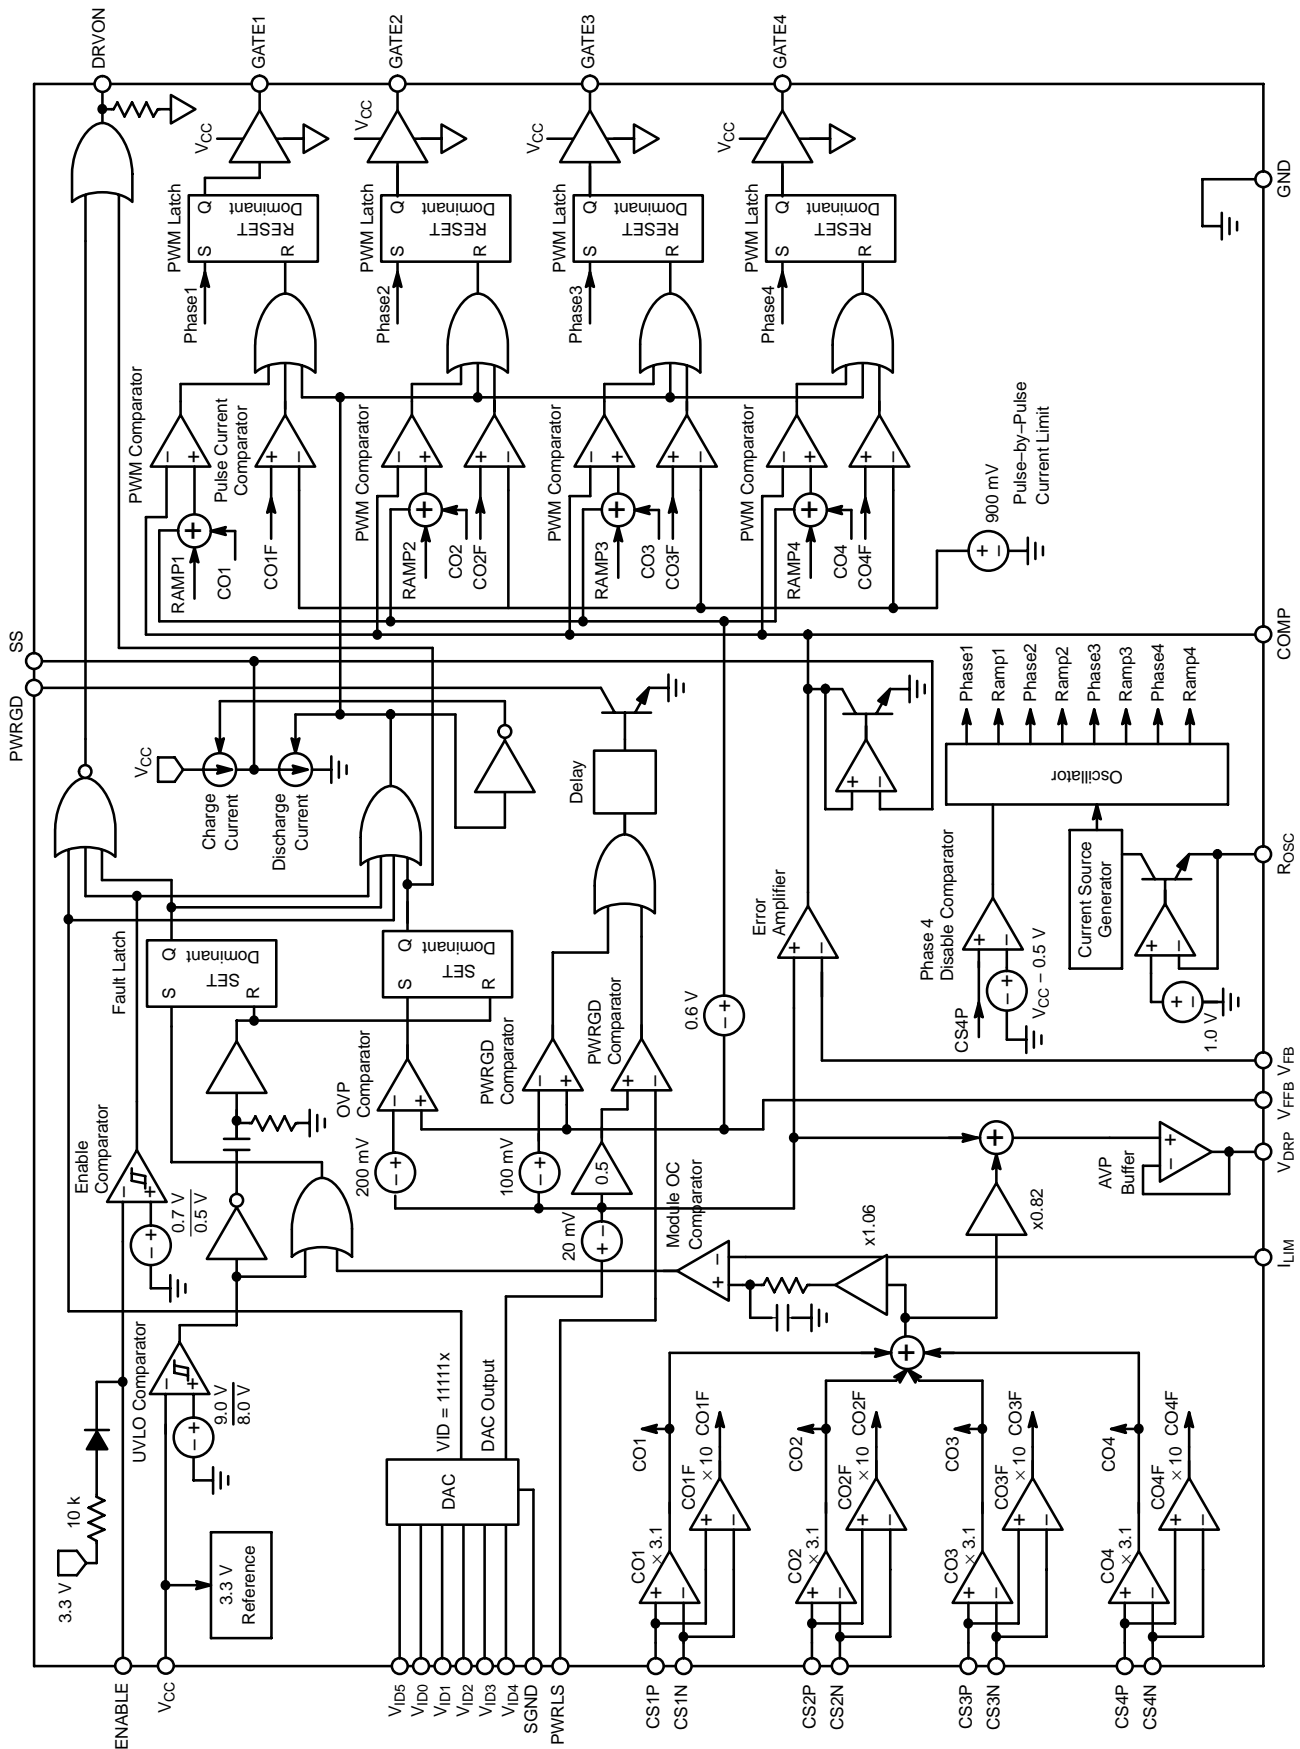 ENABLE
VCC
VID5
VID0
VID1
VID2
VID3
VID4
SGND
PWRLS
CS1P
CS1N
CS2P
CS2N
CS3P
CS3N
CS4P
CS4N
3.3 V
10 k
3.3 V
Reference
UVLO Comparator
−
+
− +
9.0 V
8.0 V
Enable
Comparator
−
+
− +
0.7 V
0.5 V
DAC
VID = 11111x
DAC Output
Fault Latch
S
Q
R
SET
Dominant
OVP
Comparator
−
+
200 mV
− +
S
Q
R
SET
Dominant
PWRGD
Comparator
−
+
100 mV
− +
PWRGD
Comparator
+
−
0.5
20 mV
+ −
Delay
PWRGD
SS
VCC
Charge
Current
Discharge
Current
Module OC
Comparator
+
−
x1.06
x0.82
+
+
CO1
× 3.1
+
−
CO1
CO1F
× 10
+
−
CO1F
CO2
× 3.1
+
−
CO2
CO2F
× 10
+
−
CO2F
CO3
× 3.1
+
−
CO3
CO3F
× 10
+
−
CO3F
CO4
× 3.1
+
−
CO4
CO4F
× 10
+
−
CO4F
AVP
Buffer
+
−
Error
Amplifier
+
−
0.6 V
− +
+
−
Phase 4
Disable Comparator
+
−
CS4P
− +
VCC − 0.5 V
Current Source
Generator
+
−
+
−
1.0 V
Oscillator
Phase1
Ramp1
Phase2
Ramp2
Phase3
Ramp3
Phase4
Ramp4
PWM Comparator
−
+
+
RAMP1
CO1
Pulse Current
Comparator
+
−
CO1F
PWM Comparator
−
+
+
RAMP2
CO2
+
−
CO2F
PWM Comparator
−
+
+
RAMP3
CO3
+
−
CO3F
PWM Comparator
−
+
+
RAMP4
CO4
+
−
CO4F
+
−
900 mV
Pulse−by−Pulse
Current Limit
Phase1
PWM Latch
S
Q
R
RESET
Dominant
VCC
Phase2
PWM Latch
S
Q
R
RESET
Dominant
VCC
Phase3
PWM Latch
S
Q
R
RESET
Dominant
VCC
Phase4
PWM Latch
S
Q
R
RESET
Dominant
VCC
DRVON
GATE1
GATE2
GATE3
GATE4
ILIM
VDRP
VFFB
VFB
ROSC
COMP
GND